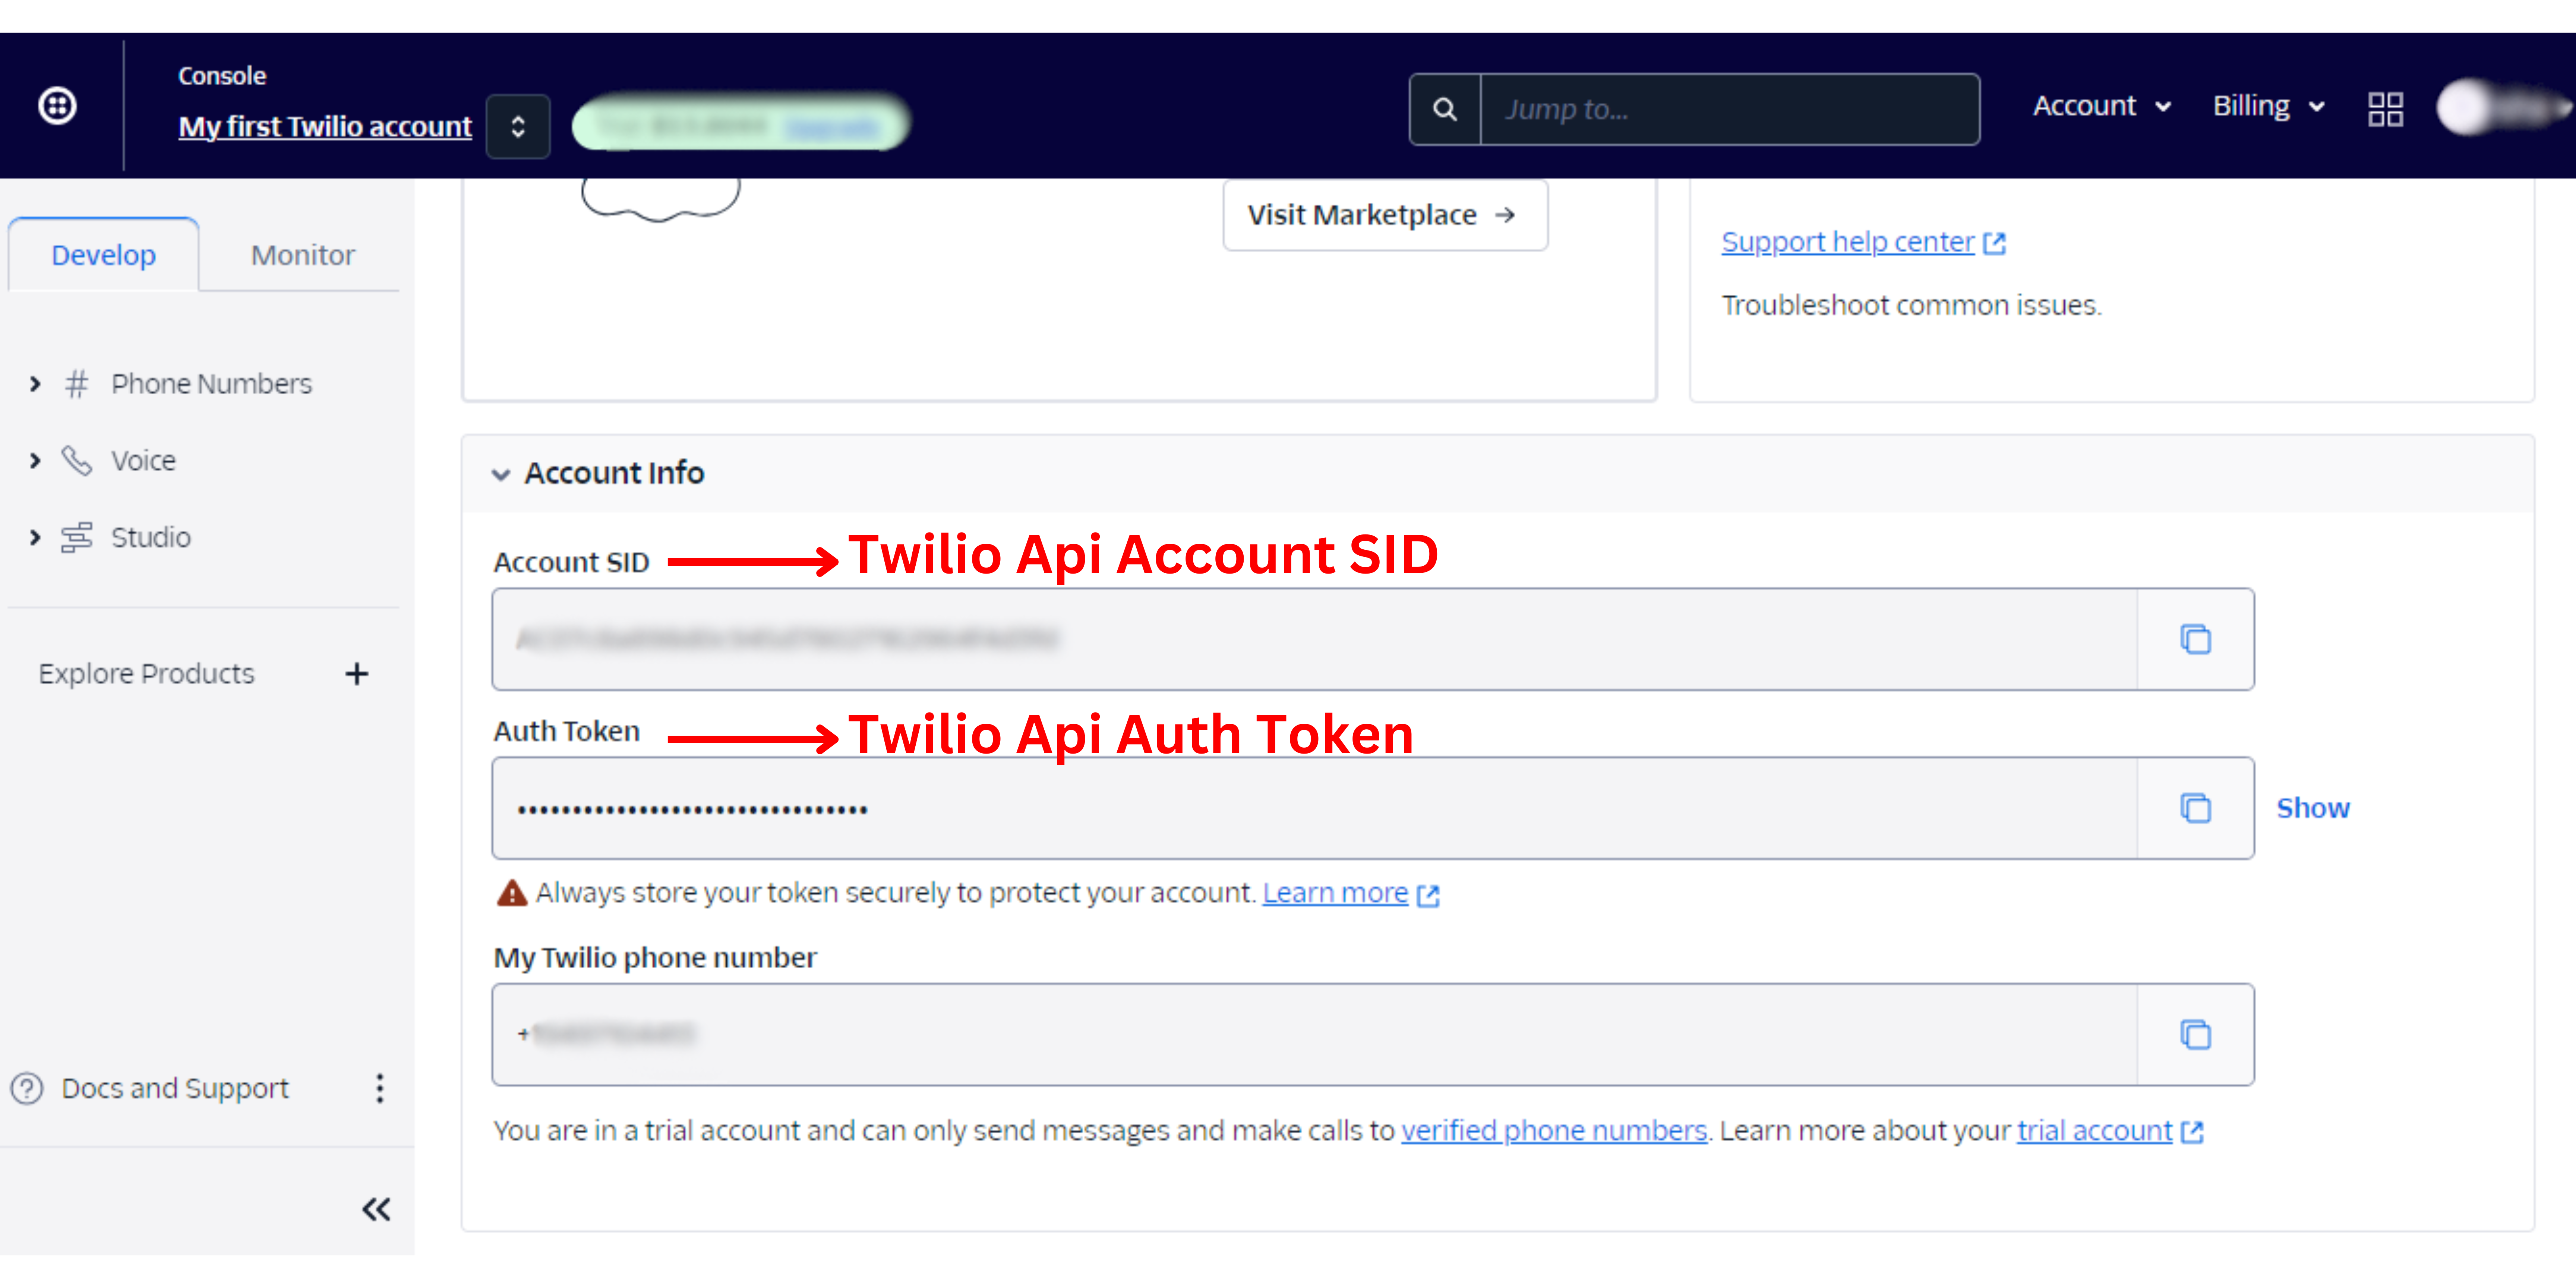 Console
My first Twilio account
Jump to...
Account
Billing
Develop
Monitor
Visit Marketplace →
Support help center
Troubleshoot common issues.
# Phone Numbers
Voice
Studio
Explore Products +
Account Info
Account SID
Twilio Api Account SID
Auth Token
Twilio Api Auth Token
••••••••••••••••••••••••••••••••
Show
Always store your token securely to protect your account. Learn more
My Twilio phone number
+
Docs and Support
You are in a trial account and can only send messages and make calls to verified phone numbers. Learn more about your trial account